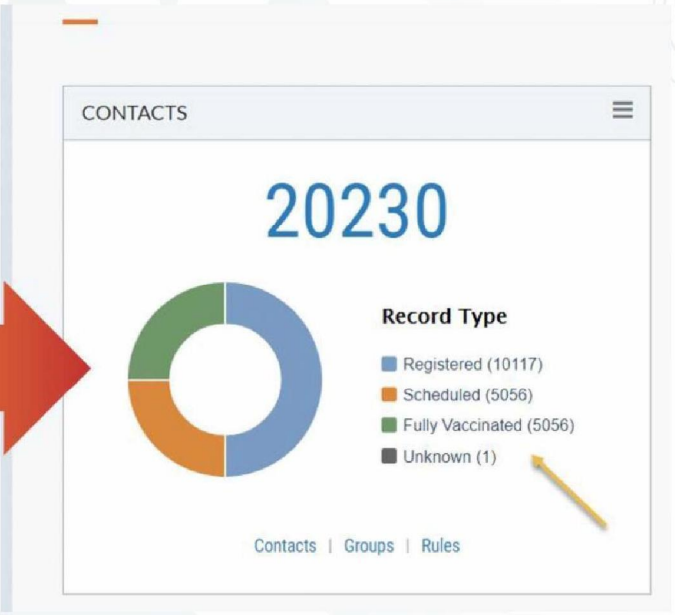 CONTACTS
20230
Record Type
Registered (10117)
Scheduled (5056)
Fully Vaccinated (5056)
Unknown (1)
Contacts | Groups | Rules